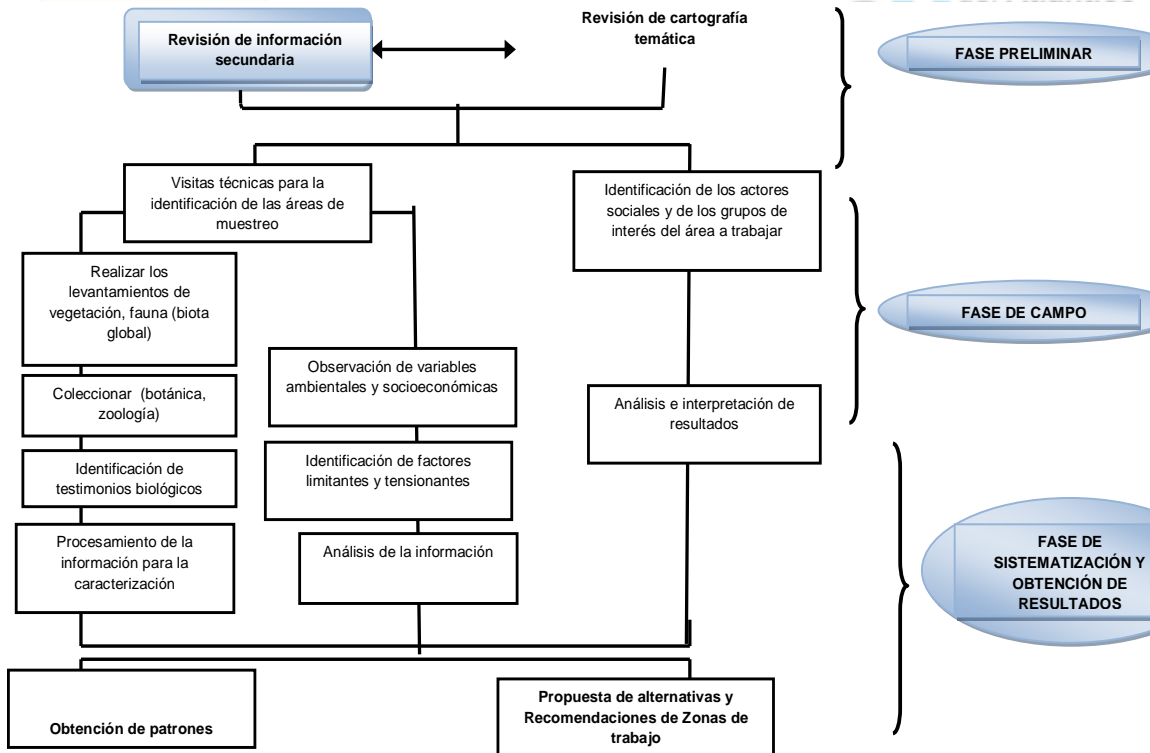 Revisión de información
secundaria
Revisión de cartografía
temática
FASE PRELIMINAR
Visitas técnicas para la
identificación de las áreas de
muestreo
Identificación de los actores
sociales y de los grupos de
interés del área a trabajar
Realizar los
levantamientos de
vegetación, fauna (biota
global)
FASE DE CAMPO
Observación de variables
ambientales y socioeconómicas
Coleccionar (botánica,
zoología)
Análisis e interpretación de
resultados
Identificación de
testimonios biológicos
Identificación de factores
limitantes y tensionantes
Procesamiento de la
información para la
caracterización
Análisis de la información
FASE DE
SISTEMATIZACIÓN Y
OBTENCIÓN DE
RESULTADOS
Obtención de patrones
Propuesta de alternativas y
Recomendaciones de Zonas de
trabajo